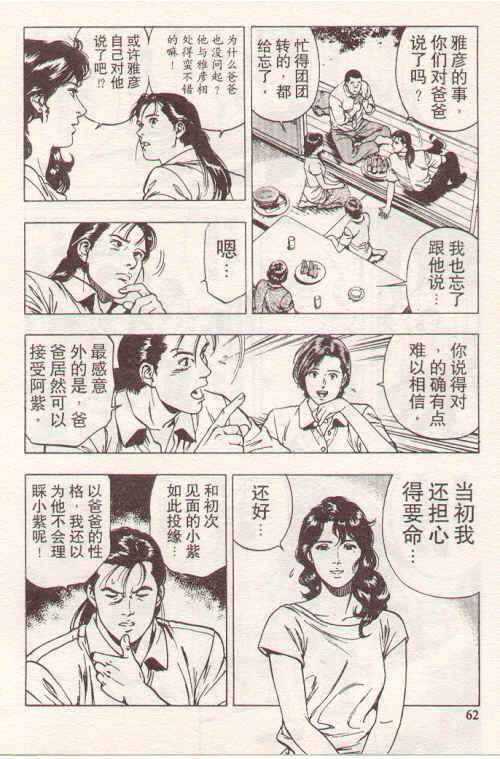 雅彦的事，
你们对爸爸
说了吗？
忙得团团
转的，都
给忘了。
我也忘了
跟他说…
为什么爸爸
也没问起？
他与雅彦相
处得蛮不错
的嘛！
或许雅彦
自己对他
说了吧!?
嗯…
你说得对
，的确有点
难以相信。
最感意
外的是，爸
爸居然可以
接受阿紫。
当初我
还担心
得要命…
还好…
和初次
见面的小紫
如此投缘…
以爸爸的性
格，我还以
为他不会理
睬小紫呢！
62